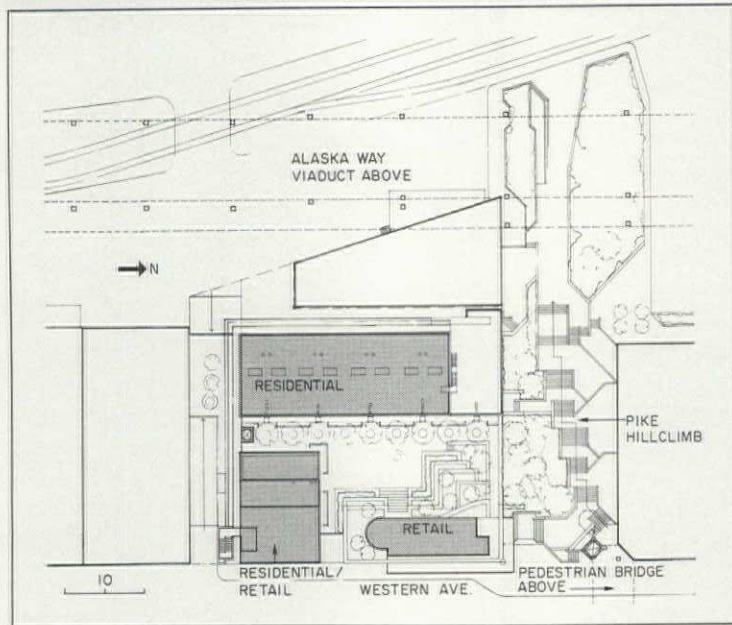 ALASKA WAY
VIADUCT ABOVE
N
RESIDENTIAL
PIKE
HILLCLIMB
RETAIL
RESIDENTIAL/
RETAIL
WESTERN AVE.
PEDESTRIAN BRIDGE
ABOVE
10